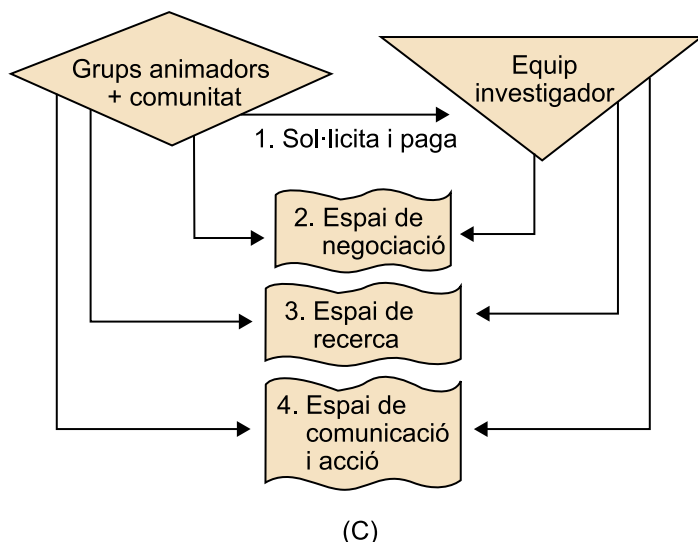 Grups animadors
+ comunitat
Equip
investigador
1. Sol·licita i paga
2. Espai de
negociació
3. Espai de
recerca
4. Espai de
comunicació
i acció
(C)